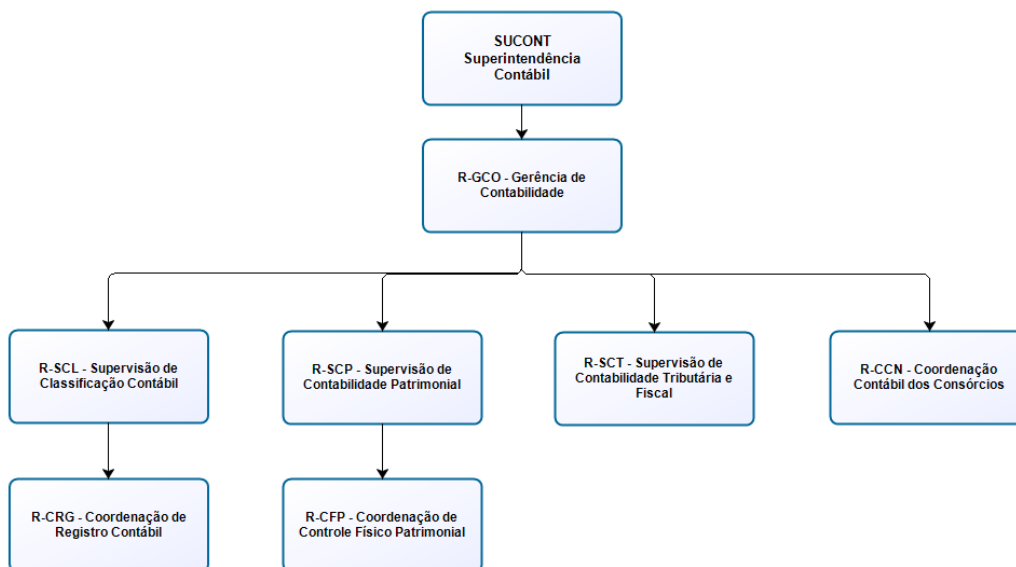 SUCONT
Superintendência
Contábil
R-GCO - Gerência de
Contabilidade
R-SCL - Supervisão de
Classificação Contábil
R-SCP - Supervisão de
Contabilidade Patrimonial
R-SCT - Supervisão de
Contabilidade Tributária e
Fiscal
R-CCN - Coordenação
Contábil dos Consórcios
R-CRG - Coordenação de
Registro Contábil
R-CFP - Coordenação de
Controle Físico Patrimonial